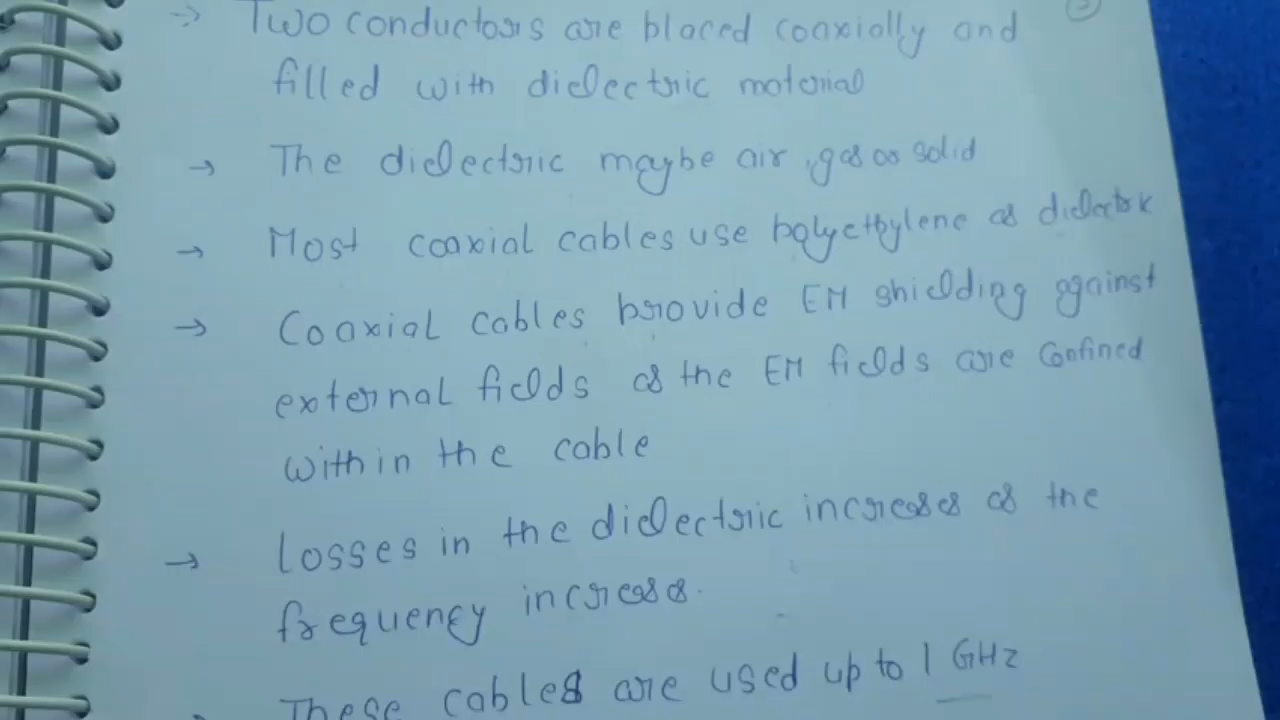 → Two conductors are placed coaxially and
filled with dielectric material
→ The dielectric maybe air, gas or solid
→ Most coaxial cables use polyethylene as dielectric
→ Coaxial cables provide EM shielding against
external fields as the EM fields are confined
within the cable
→ Losses in the dielectric increases as the
frequency increases.
These cables are used up to 1 GHz